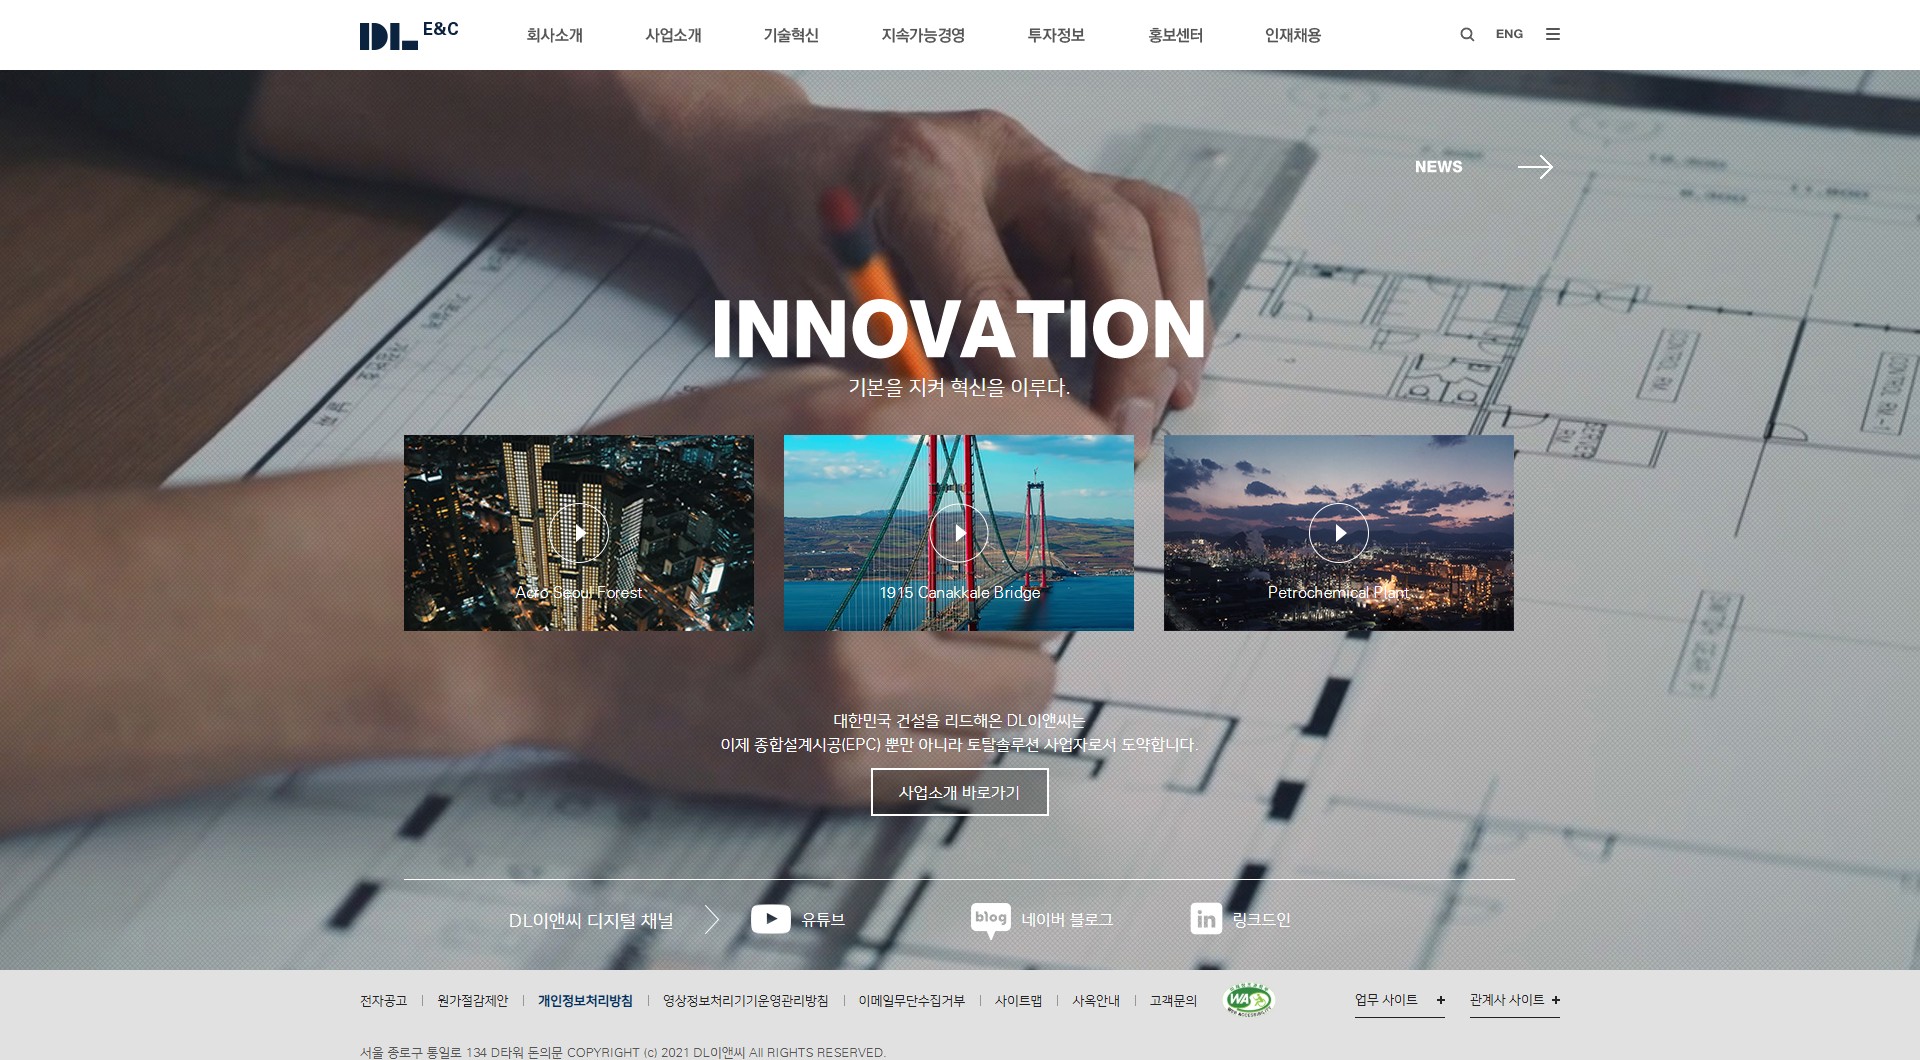 DL E&C
회사소개 사업소개 기술혁신 지속가능경영 투자정보 홍보센터 인재채용 ENG
NEWS
INNOVATION
기본을 지켜 혁신을 이루다.
Acro Seoul Forest
1915 Canakkale Bridge
Petrochemical Plant
대한민국 건설을 리드해온 DL이앤씨는
이제 종합설계시공(EPC) 뿐만 아니라 토탈솔루션 사업자로서 도약합니다.
사업소개 바로가기
DL이앤씨 디지털 채널 유튜브 blog 네이버 블로그 in 링크드인
전자공고 원가절감제안 개인정보처리방침 영상정보처리기기운영관리방침 이메일무단수집거부 사이트맵 사옥안내 고객문의 WA 업무 사이트 + 관계사 사이트 +
서울 종로구 통일로 134 D타워 돈의문 COPYRIGHT (c) 2021 DL이앤씨 All RIGHTS RESERVED.